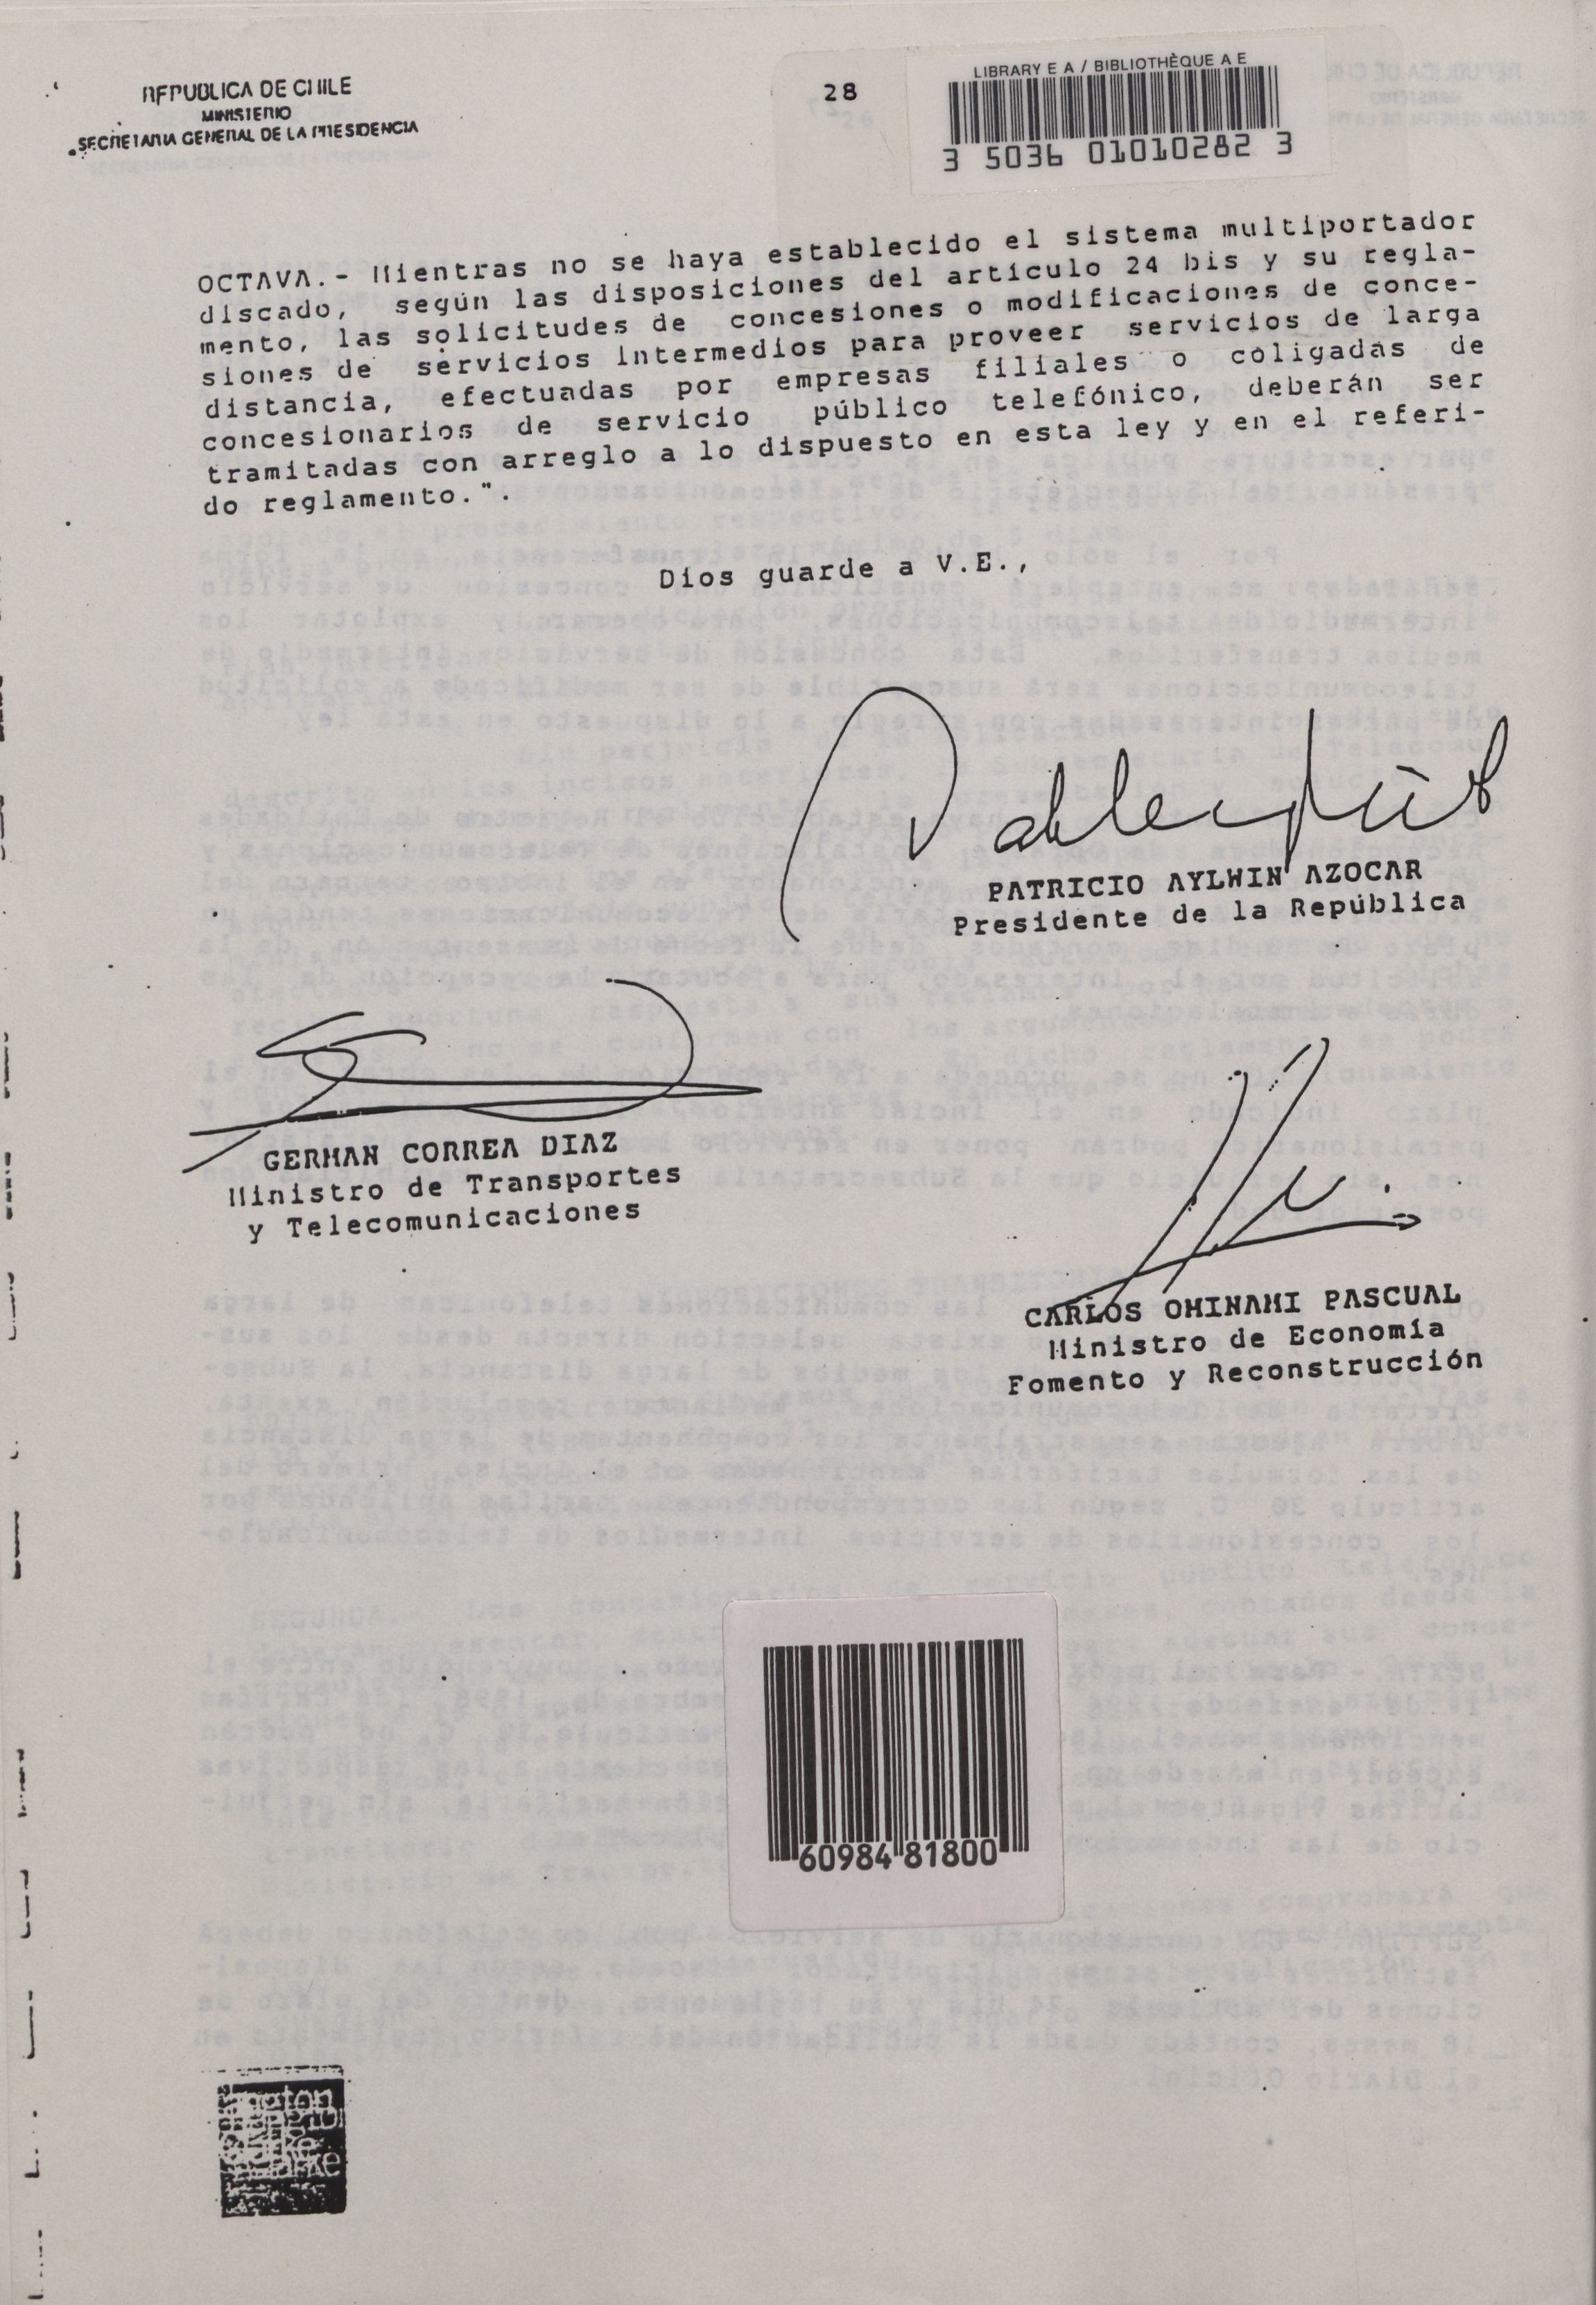 REPUBLICA DE CHILE
MINISTERIO
SECRETARIA GENERAL DE LA PRESIDENCIA
28
LIBRARY E A / BIBLIOTHÈQUE A E
3 5036 01010282 3
OCTAVA.- Mientras no se haya establecido el sistema multiportador
discado, según las disposiciones del artículo 24 bis y su regla-
mento, las solicitudes de concesiones o modificaciones de conce-
siones de servicios intermedios para proveer servicios de larga
distancia, efectuadas por empresas filiales o coligadas de
concesionarios de servicio público telefónico, deberán ser
tramitadas con arreglo a lo dispuesto en esta ley y en el referi-
do reglamento.".
Dios guarde a V.E.,
PATRICIO AYLWIN AZOCAR
Presidente de la República
GERMAN CORREA DIAZ
Ministro de Transportes
y Telecomunicaciones
CARLOS OMINAMI PASCUAL
Ministro de Economía
Fomento y Reconstrucción
60984 81800